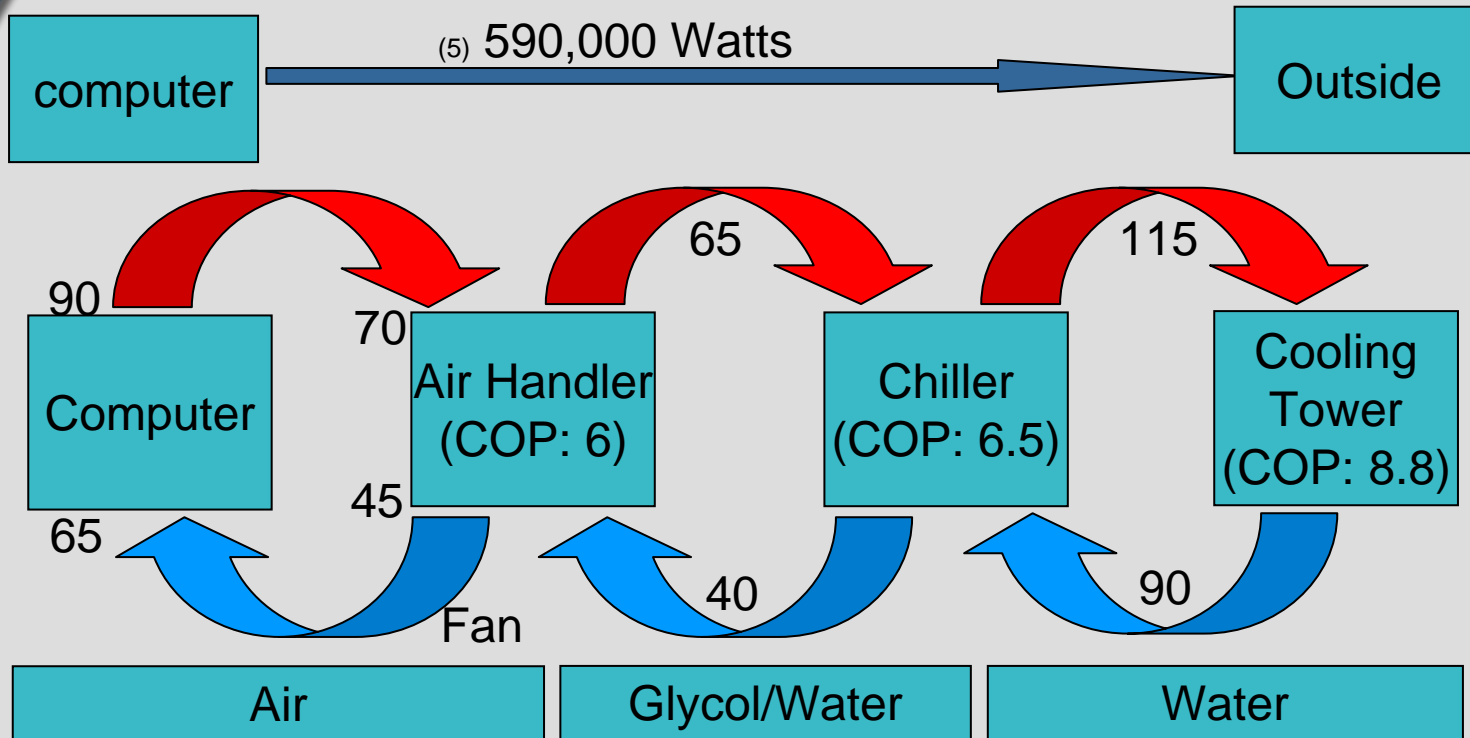 computer
(5) 590,000 Watts
Outside
90
65
115
70
Computer
Air Handler
(COP: 6)
Chiller
(COP: 6.5)
Cooling
Tower
(COP: 8.8)
65
45
40
90
Fan
Air
Glycol/Water
Water